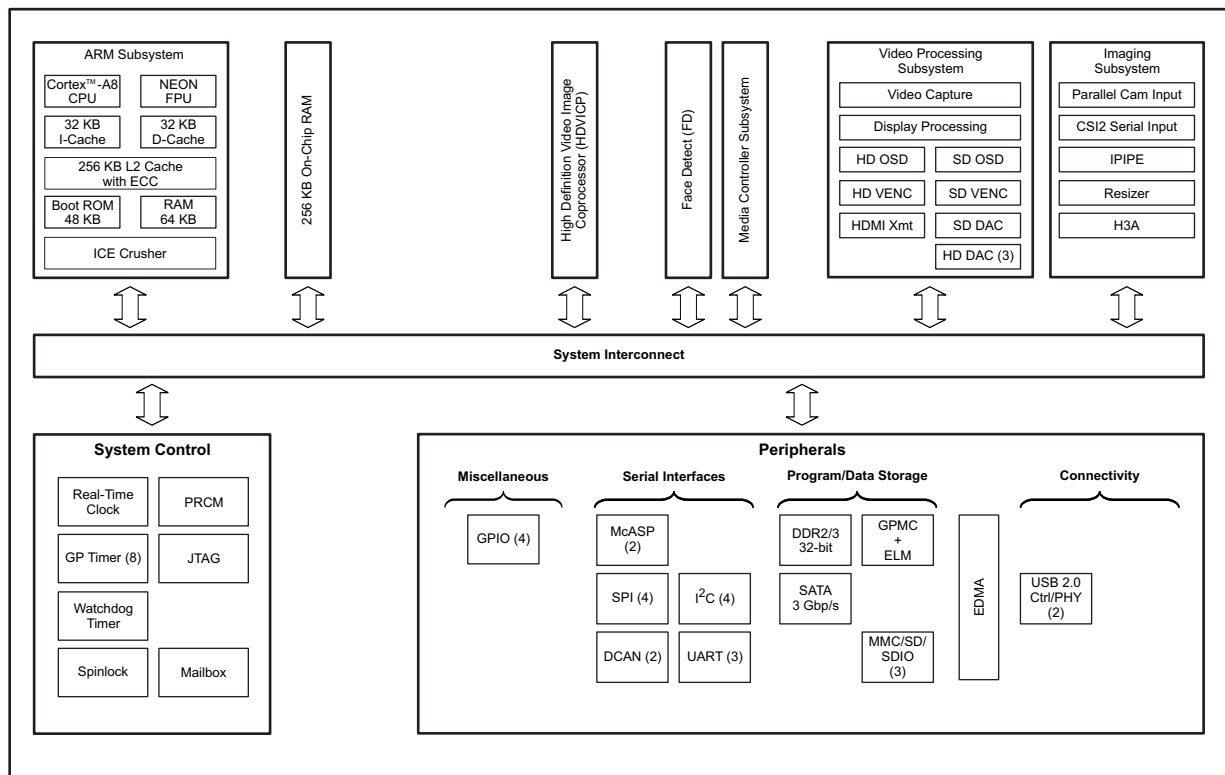 ARM Subsystem
Cortex™-A8
CPU
NEON
FPU
32 KB
I-Cache
32 KB
D-Cache
256 KB L2 Cache
with ECC
Boot ROM
48 KB
RAM
64 KB
ICE Crusher
256 KB On-Chip RAM
High Definition Video Image
Coprocessor (HDVICP)
Face Detect (FD)
Media Controller Subsystem
Video Processing
Subsystem
Video Capture
Display Processing
HD OSD
SD OSD
HD VENC
SD VENC
HDMI Xmt
SD DAC
HD DAC (3)
Imaging
Subsystem
Parallel Cam Input
CSI2 Serial Input
IPIPE
Resizer
H3A
System Interconnect
System Control
Real-Time
Clock
PRCM
GP Timer (8)
JTAG
Watchdog
Timer
Spinlock
Mailbox
Peripherals
Miscellaneous
GPIO (4)
Serial Interfaces
McASP
(2)
SPI (4)
I²C (4)
DCAN (2)
UART (3)
Program/Data Storage
DDR2/3
32-bit
GPMC
+
ELM
SATA
3 Gbp/s
MMC/SD/
SDIO
(3)
EDMA
Connectivity
USB 2.0
Ctrl/PHY
(2)